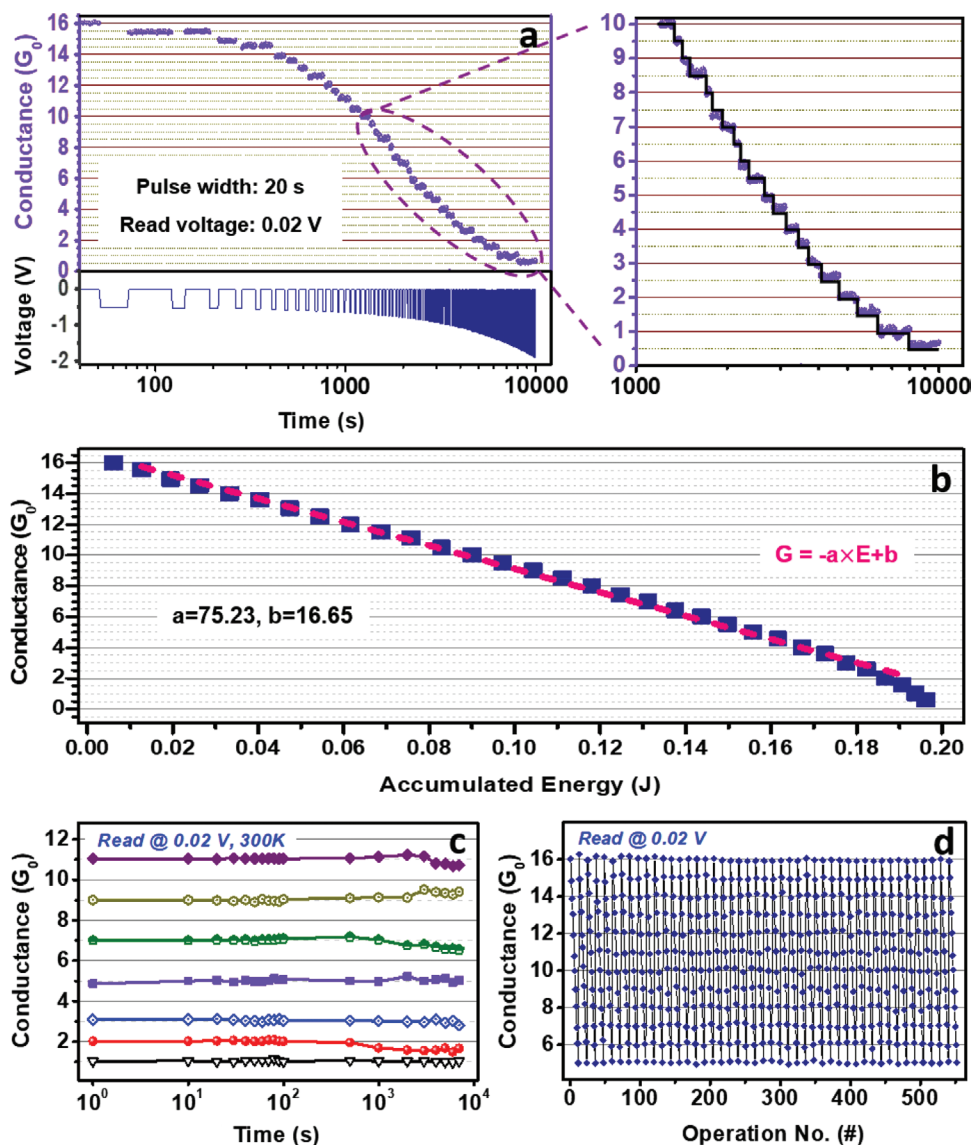 a
Conductance (G0)
16
14
12
10
8
6
4
2
0
Pulse width: 20 s
Read voltage: 0.02 V
Voltage (V)
0
-1
-2
100
1000
10000
Time (s)
10
9
8
7
6
5
4
3
2
1
0
1000
10000
b
Conductance (G0)
16
14
12
10
8
6
4
2
0
G = -a×E+b
a=75.23, b=16.65
0.00 0.02 0.04 0.06 0.08 0.10 0.12 0.14 0.16 0.18 0.20
Accumulated Energy (J)
c
Read @ 0.02 V, 300K
Conductance (G0)
12
10
8
6
4
2
10^0 10^1 10^2 10^3 10^4
Time (s)
d
Read @ 0.02 V
Conductance (G0)
16
14
12
10
8
6
0 100 200 300 400 500
Operation No. (#)